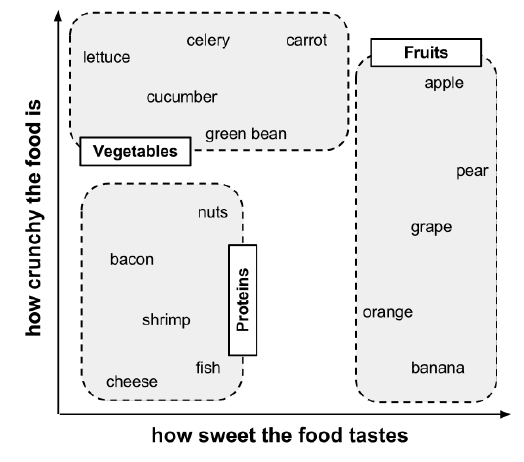 celery
carrot
lettuce
cucumber
green bean
Vegetables
Fruits
apple
pear
grape
orange
banana
nuts
bacon
shrimp
fish
cheese
Proteins
how crunchy the food is
how sweet the food tastes